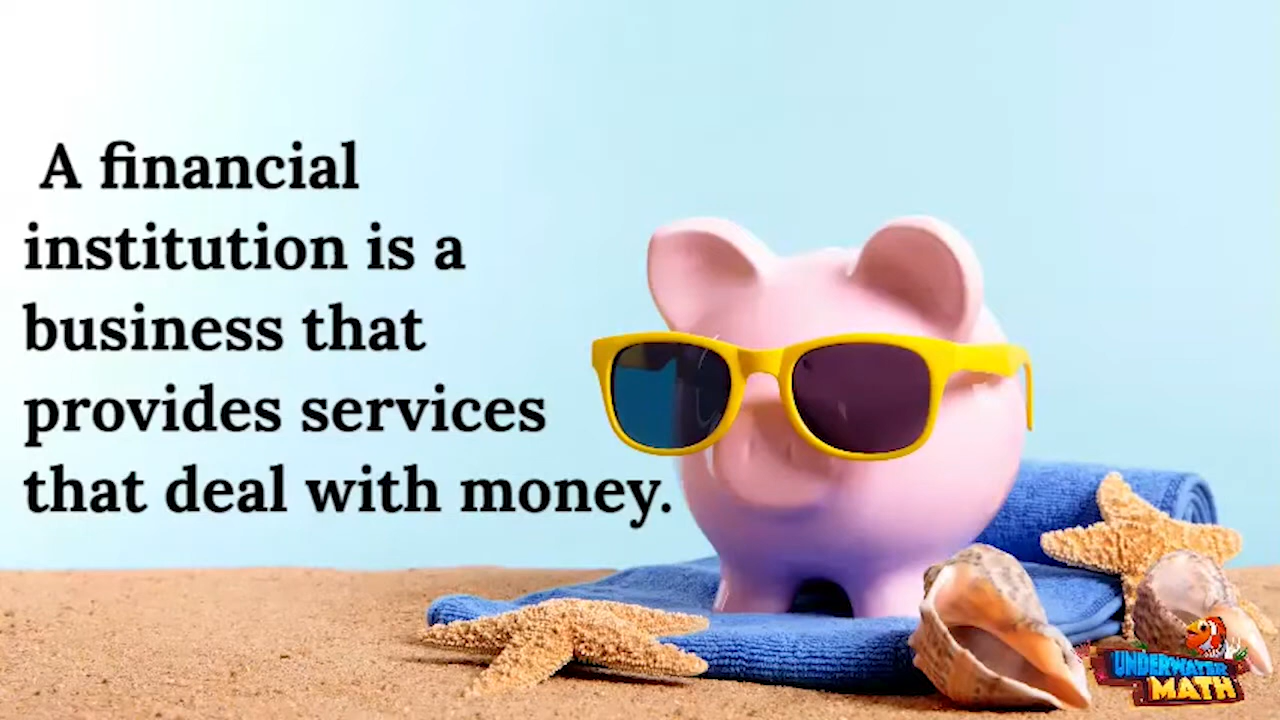 A financial
institution is a
business that
provides services
that deal with money.
UNDERWATER
MATH